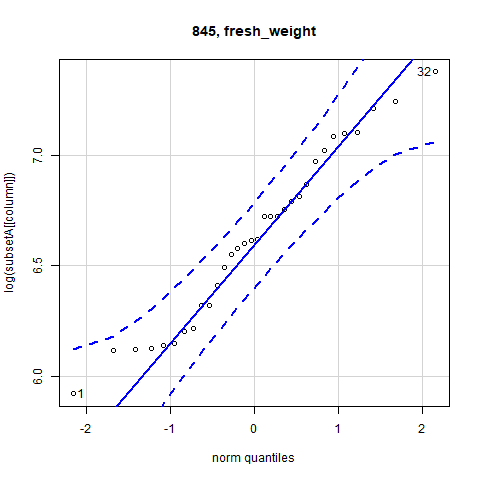 845, fresh_weight
log(subsetA[[column]])
7.0
6.5
6.0
32
1
-2 -1 0 1 2
norm quantiles